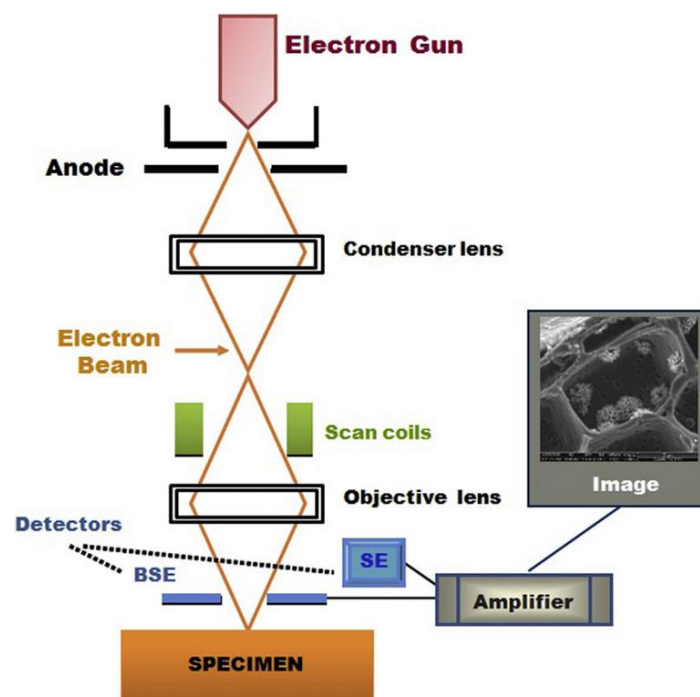 Electron Gun
Anode
Condenser lens
Electron
Beam
Scan coils
Image
Objective lens
Detectors
BSE
SE
Amplifier
SPECIMEN